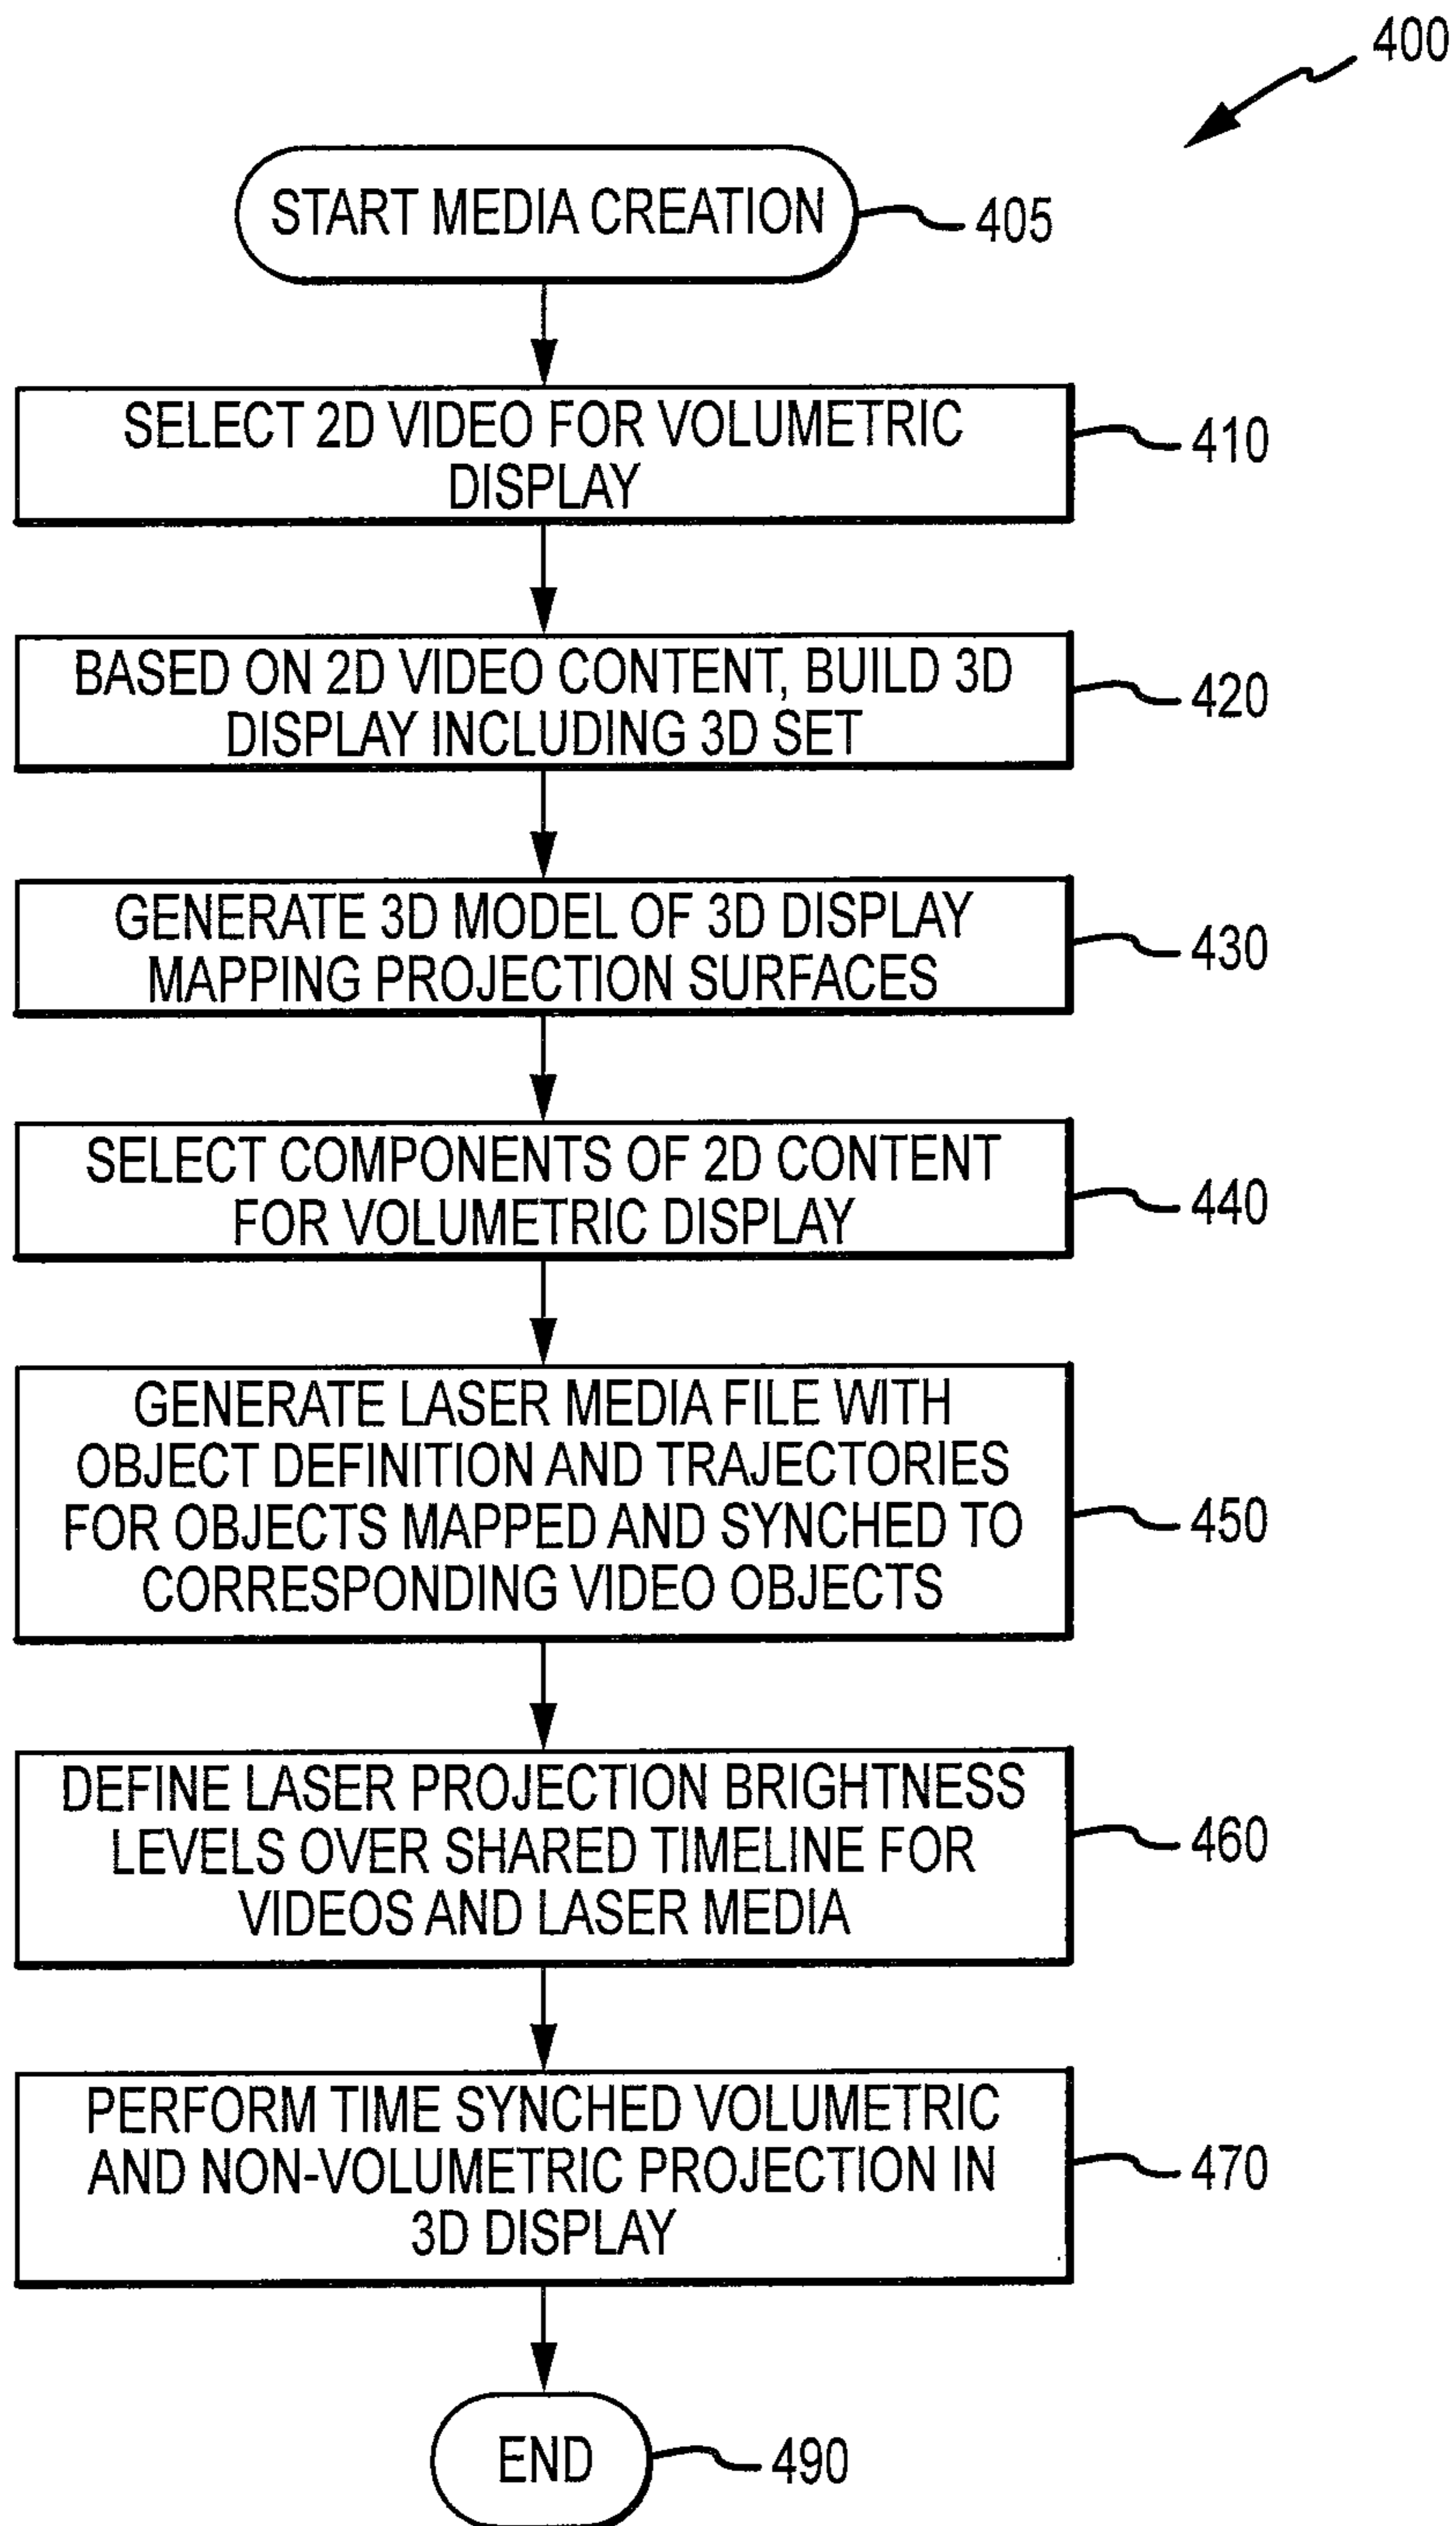 400
START MEDIA CREATION
405
SELECT 2D VIDEO FOR VOLUMETRIC
DISPLAY
410
BASED ON 2D VIDEO CONTENT, BUILD 3D
DISPLAY INCLUDING 3D SET
420
GENERATE 3D MODEL OF 3D DISPLAY
MAPPING PROJECTION SURFACES
430
SELECT COMPONENTS OF 2D CONTENT
FOR VOLUMETRIC DISPLAY
440
GENERATE LASER MEDIA FILE WITH
OBJECT DEFINITION AND TRAJECTORIES
FOR OBJECTS MAPPED AND SYNCHED TO
CORRESPONDING VIDEO OBJECTS
450
DEFINE LASER PROJECTION BRIGHTNESS
LEVELS OVER SHARED TIMELINE FOR
VIDEOS AND LASER MEDIA
460
PERFORM TIME SYNCHED VOLUMETRIC
AND NON-VOLUMETRIC PROJECTION IN
3D DISPLAY
470
END
490